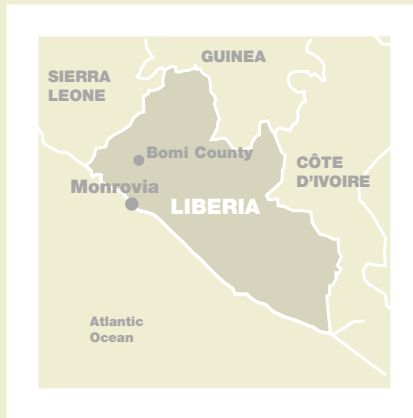 GUINEA
SIERRA
LEONE
Bomi County
CÔTE
D'IVOIRE
Monrovia
LIBERIA
Atlantic
Ocean